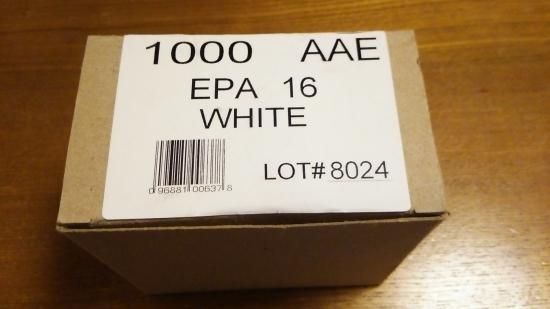 1000 AAE
EPA 16
WHITE
LOT# 8024
0 96881 00637 8